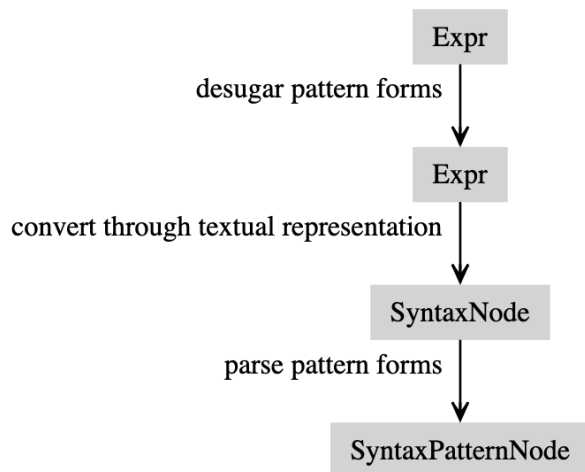 Expr
desugar pattern forms
Expr
convert through textual representation
SyntaxNode
parse pattern forms
SyntaxPatternNode